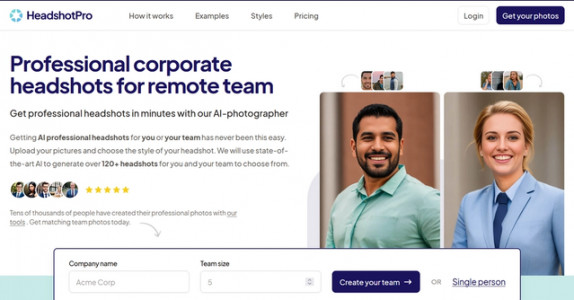 HeadshotPro
How it works
Examples
Styles
Pricing
Login
Get your photos
Professional corporate
headshots for remote team
Get professional headshots in minutes with our AI-photographer
Getting AI professional headshots for you or your team has never been this easy.
Upload your pictures and choose the style of your headshot. We will use state-of-
the-art AI to generate over 120+ headshots for you and your team to choose from.
Tens of thousands of people have created their professional photos with our
tools . Get matching team photos today.
Company name
Team size
Acme Corp
5
Create your team →
OR
Single person